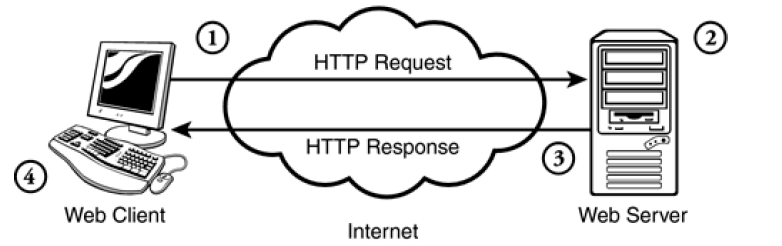 1
2
HTTP Request
HTTP Response
3
4
Web Client
Web Server
Internet